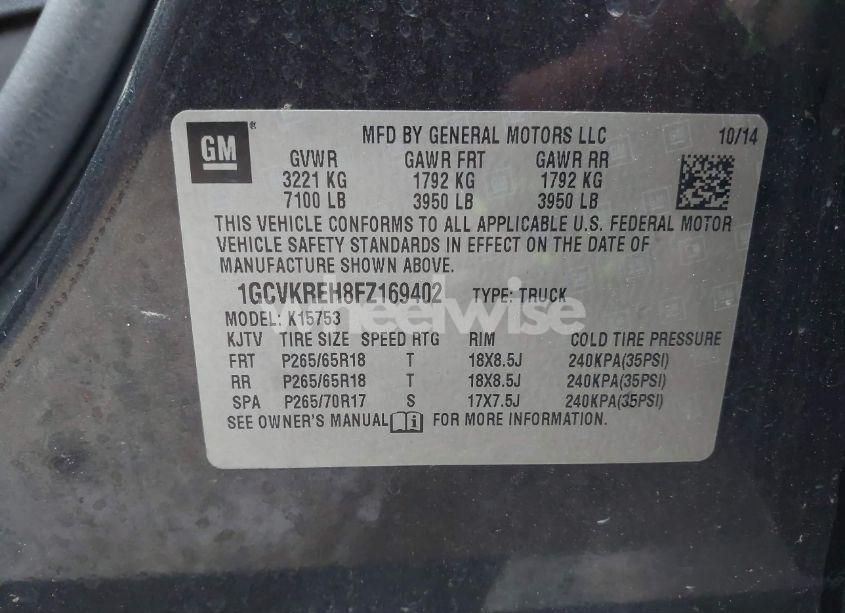 GM
MFD BY GENERAL MOTORS LLC 10/14
GVWR GAWR FRT GAWR RR
3221 KG 1792 KG 1792 KG
7100 LB 3950 LB 3950 LB
THIS VEHICLE CONFORMS TO ALL APPLICABLE U.S. FEDERAL MOTOR
VEHICLE SAFETY STANDARDS IN EFFECT ON THE DATE OF
MANUFACTURE SHOWN ABOVE.
1GCVKREH8FZ169402 TYPE: TRUCK
wheelwise
MODEL: K15753
KJTV TIRE SIZE SPEED RTG RIM COLD TIRE PRESSURE
FRT P265/65R18 T 18X8.5J 240KPA(35PSI)
RR P265/65R18 T 18X8.5J 240KPA(35PSI)
SPA P265/70R17 S 17X7.5J 240KPA(35PSI)
SEE OWNER'S MANUAL FOR MORE INFORMATION.